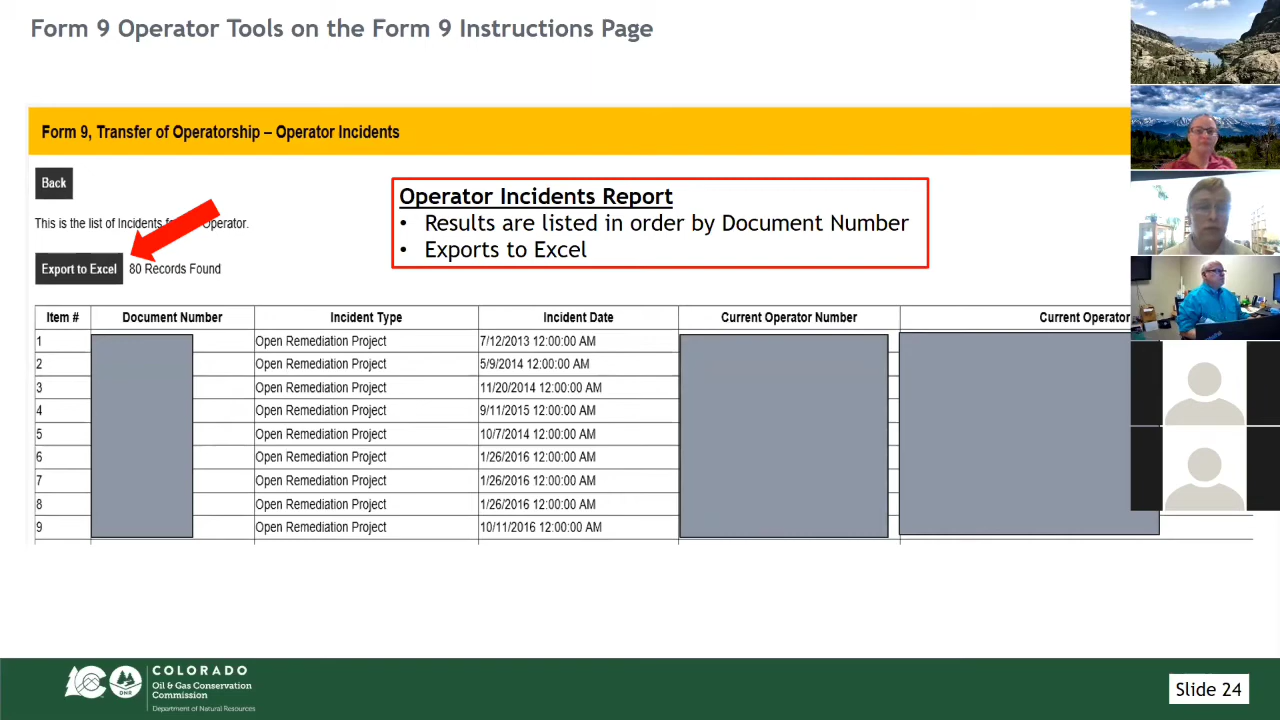 Form 9 Operator Tools on the Form 9 Instructions Page
Form 9, Transfer of Operatorship – Operator Incidents
Back
Operator Incidents Report
• Results are listed in order by Document Number
• Exports to Excel
This is the list of Incidents Operator.
Export to Excel 80 Records Found
Item # Document Number Incident Type Incident Date Current Operator Number Current Operator
1 Open Remediation Project 7/12/2013 12:00:00 AM
2 Open Remediation Project 5/9/2014 12:00:00 AM
3 Open Remediation Project 11/20/2014 12:00:00 AM
4 Open Remediation Project 9/11/2015 12:00:00 AM
5 Open Remediation Project 10/7/2014 12:00:00 AM
6 Open Remediation Project 1/26/2016 12:00:00 AM
7 Open Remediation Project 1/26/2016 12:00:00 AM
8 Open Remediation Project 1/26/2016 12:00:00 AM
9 Open Remediation Project 10/11/2016 12:00:00 AM
COLORADO
Oil & Gas Conservation
Commission
Department of Natural Resources
DNR
Slide 24